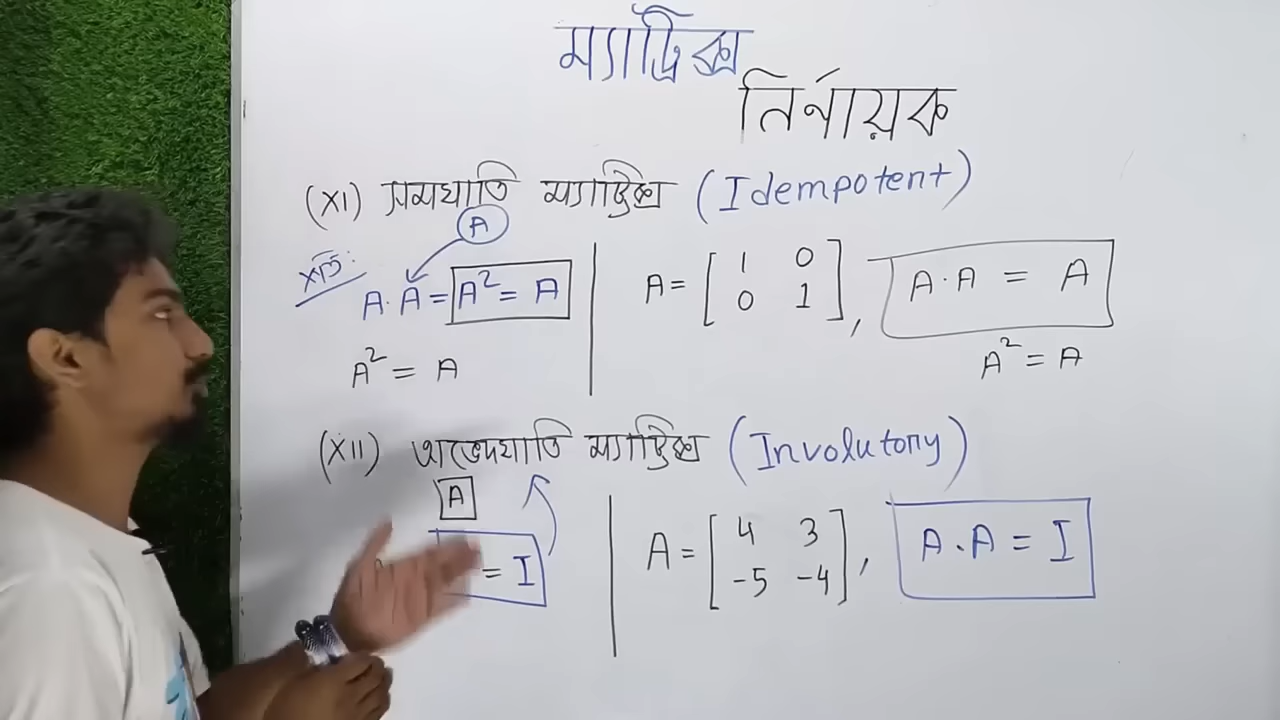 ম্যাট্রিক্স
নির্নায়ক
(XI) সমঘাতি ম্যাট্রিক্স (Idempotent)
A
শর্ত:
A·A = A² = A
A² = A
A = [1 0
0 1],
A·A = A
A² = A
(XII) অভেদঘাতি ম্যাট্রিক্স (Involutory)
A
= I
A = [4 3
-5 -4],
A·A = I